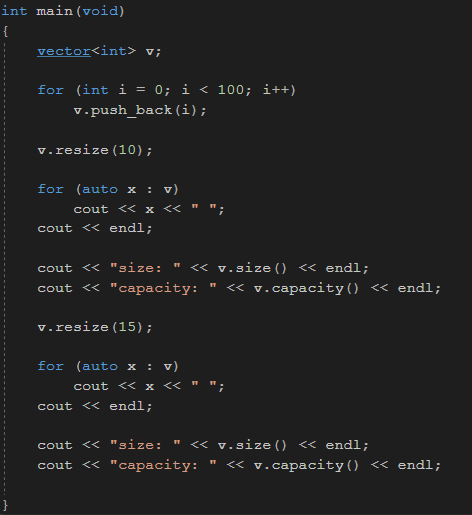 int main(void)
{
    vector<int> v;

    for (int i = 0; i < 100; i++)
        v.push_back(i);

    v.resize(10);

    for (auto x : v)
        cout << x << " ";
    cout << endl;

    cout << "size: " << v.size() << endl;
    cout << "capacity: " << v.capacity() << endl;

    v.resize(15);

    for (auto x : v)
        cout << x << " ";
    cout << endl;

    cout << "size: " << v.size() << endl;
    cout << "capacity: " << v.capacity() << endl;

}